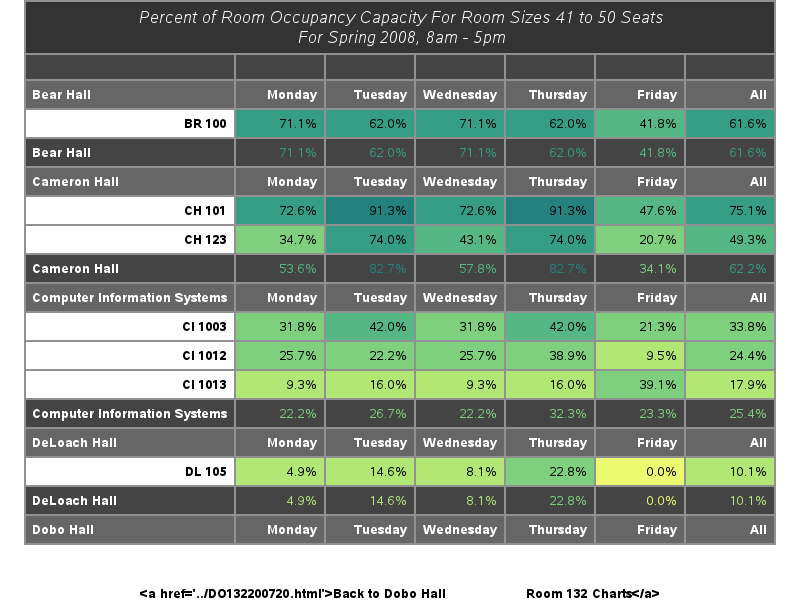 Percent of Room Occupancy Capacity For Room Sizes 41 to 50 Seats
For Spring 2008, 8am - 5pm
Bear Hall Monday Tuesday Wednesday Thursday Friday All
BR 100 71.1% 62.0% 71.1% 62.0% 41.8% 61.6%
Bear Hall 71.1% 62.0% 71.1% 62.0% 41.8% 61.6%
Cameron Hall Monday Tuesday Wednesday Thursday Friday All
CH 101 72.6% 91.3% 72.6% 91.3% 47.6% 75.1%
CH 123 34.7% 74.0% 43.1% 74.0% 20.7% 49.3%
Cameron Hall 53.6% 82.7% 57.8% 82.7% 34.1% 62.2%
Computer Information Systems Monday Tuesday Wednesday Thursday Friday All
CI 1003 31.8% 42.0% 31.8% 42.0% 21.3% 33.8%
CI 1012 25.7% 22.2% 25.7% 38.9% 9.5% 24.4%
CI 1013 9.3% 16.0% 9.3% 16.0% 39.1% 17.9%
Computer Information Systems 22.2% 26.7% 22.2% 32.3% 23.3% 25.4%
DeLoach Hall Monday Tuesday Wednesday Thursday Friday All
DL 105 4.9% 14.6% 8.1% 22.8% 0.0% 10.1%
DeLoach Hall 4.9% 14.6% 8.1% 22.8% 0.0% 10.1%
Dobo Hall Monday Tuesday Wednesday Thursday Friday All
<a href='../DO132200720.html'>Back to Dobo Hall Room 132 Charts</a>